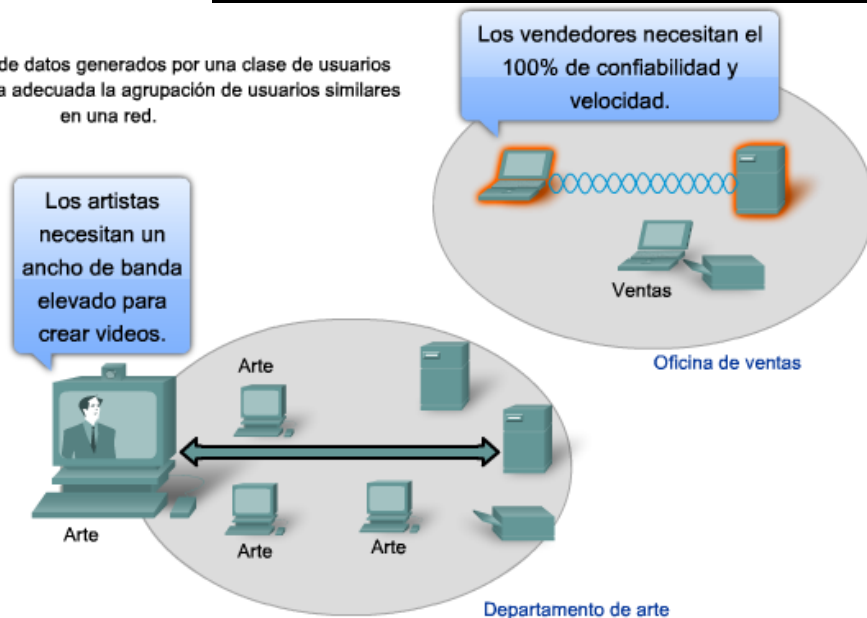 de datos generados por una clase de usuarios
adecuada la agrupación de usuarios similares
en una red.
Los vendedores necesitan el
100% de confiabilidad y
velocidad.
Ventas
Oficina de ventas
Los artistas
necesitan un
ancho de banda
elevado para
crear videos.
Arte
Arte
Arte
Arte
Departamento de arte